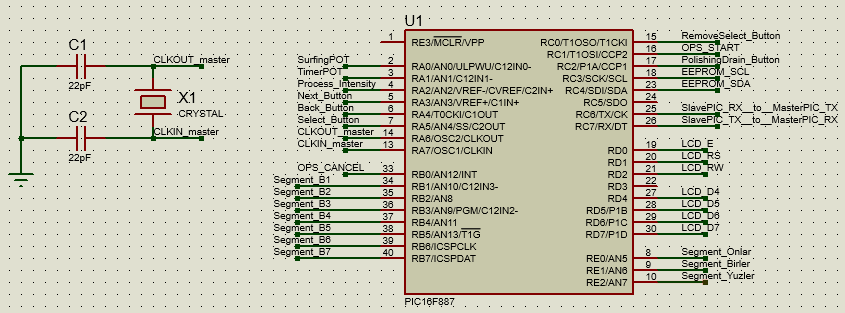 U1
C1
CLKOUT_master
22pF
X1
CRYSTAL
C2
CLKIN_master
22pF
1 RE3/MCLR/VPP
SurfingPOT 2 RA0/AN0/ULPWU/C12IN0-
TimerPOT 3 RA1/AN1/C12IN1-
Process_Intensity 4 RA2/AN2/VREF-/CVREF/C2IN+
Next_Button 5 RA3/AN3/VREF+/C1IN+
Back_Button 6 RA4/T0CKI/C1OUT
Select_Button 7 RA5/AN4/SS/C2OUT
CLKOUT_master 14 RA6/OSC2/CLKOUT
CLKIN_master 13 RA7/OSC1/CLKIN
OPS_CANCEL 33 RB0/AN12/INT
Segment_B1 34 RB1/AN10/C12IN3-
Segment_B2 35 RB2/AN8
Segment_B3 36 RB3/AN9/PGM/C12IN2-
Segment_B4 37 RB4/AN11
Segment_B5 38 RB5/AN13/T1G
Segment_B6 39 RB6/ICSPCLK
Segment_B7 40 RB7/ICSPDAT
RC0/T1OSO/T1CKI 15 RemoveSelect_Button
RC1/T1OSI/CCP2 16 OPS_START
RC2/P1A/CCP1 17 PolishingDrain_Button
RC3/SCK/SCL 18 EEPROM_SCL
RC4/SDI/SDA 23 EEPROM_SDA
RC5/SDO 24
RC6/TX/CK 25 SlavePIC_RX__to__MasterPIC_TX
RC7/RX/DT 26 SlavePIC_TX__to__MasterPIC_RX
RD0 19 LCD_E
RD1 20 LCD_RS
RD2 21 LCD_RW
RD3 22
RD4 27 LCD_D4
RD5/P1B 28 LCD_D5
RD6/P1C 29 LCD_D6
RD7/P1D 30 LCD_D7
RE0/AN5 8 Segment_Onlar
RE1/AN6 9 Segment_Birler
RE2/AN7 10 Segment_Yuzler
PIC16F887